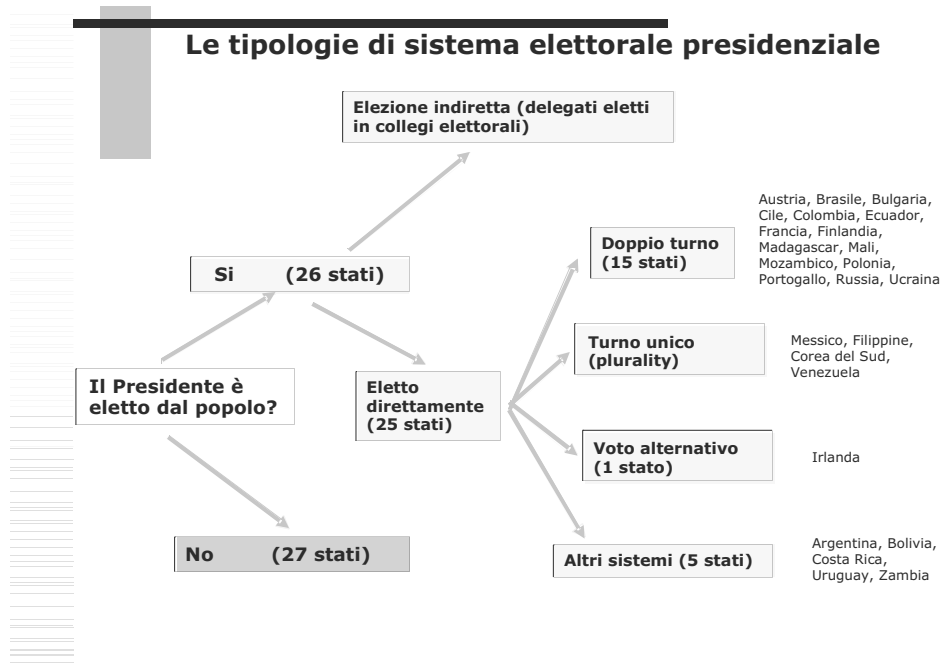 Le tipologie di sistema elettorale presidenziale
Elezione indiretta (delegati eletti
in collegi elettorali)
Si (26 stati)
Il Presidente è
eletto dal popolo?
No (27 stati)
Eletto
direttamente
(25 stati)
Doppio turno
(15 stati)
Austria, Brasile, Bulgaria,
Cile, Colombia, Ecuador,
Francia, Finlandia,
Madagascar, Mali,
Mozambico, Polonia,
Portogallo, Russia, Ucraina
Turno unico
(plurality)
Messico, Filippine,
Corea del Sud,
Venezuela
Voto alternativo
(1 stato)
Irlanda
Altri sistemi (5 stati)
Argentina, Bolivia,
Costa Rica,
Uruguay, Zambia